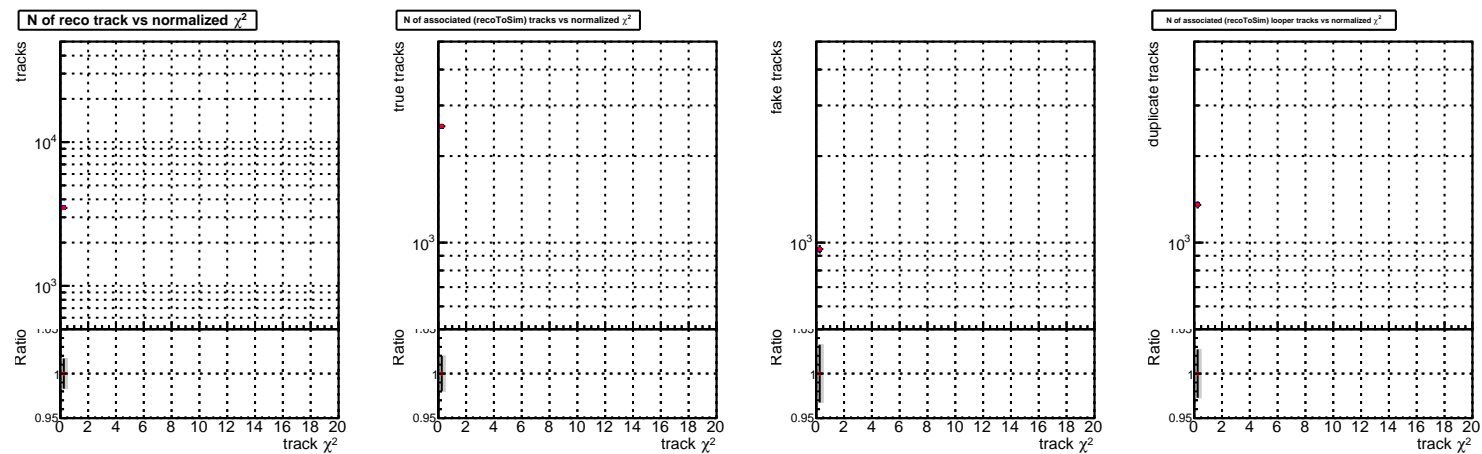 N of reco track vs normalized χ²
tracks
10⁴
10³
Ratio
1
0.95
0 2 4 6 8 10 12 14 16 18 20
track χ²
N of associated (recoToSim) tracks vs normalized χ²
true tracks
10³
Ratio
1
0.95
0 2 4 6 8 10 12 14 16 18 20
track χ²
fake tracks
10³
Ratio
1
0.95
0 2 4 6 8 10 12 14 16 18 20
track χ²
N of associated (recoToSim) looper tracks vs normalized χ²
duplicate tracks
10³
Ratio
1
0.95
0 2 4 6 8 10 12 14 16 18 20
track χ²